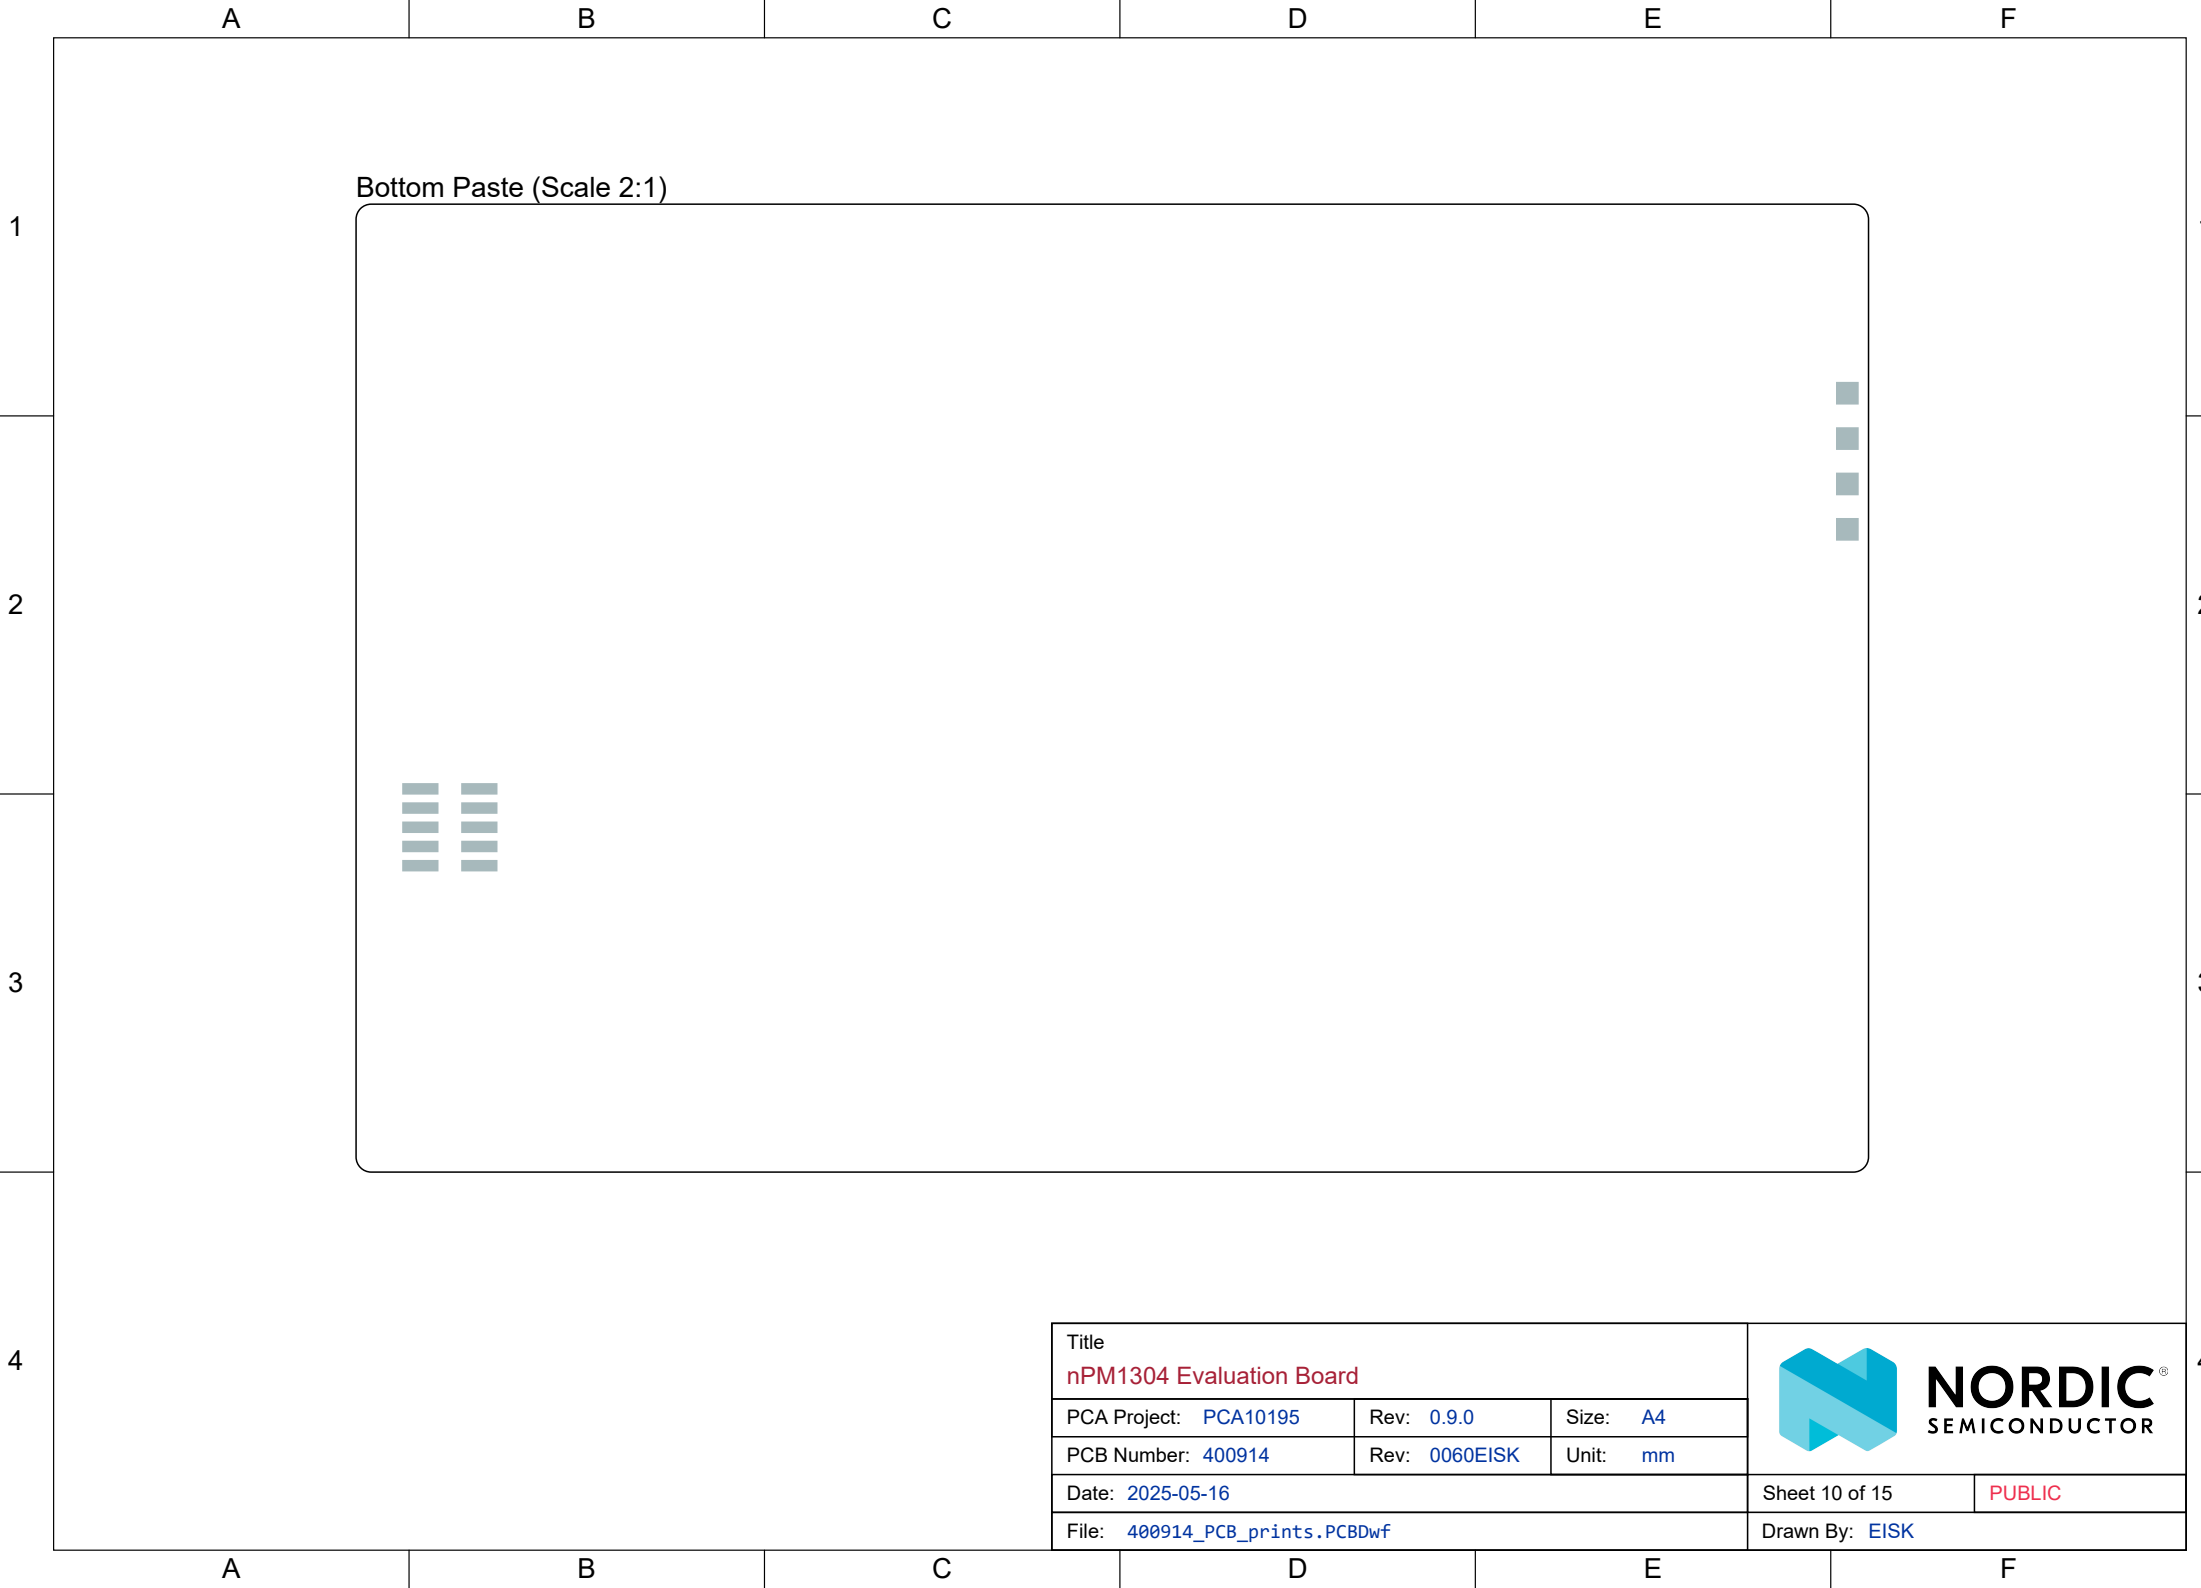 A B C D E F
Bottom Paste (Scale 2:1)
1
2
3
4
Title
nPM1304 Evaluation Board
PCA Project: PCA10195 Rev: 0.9.0 Size: A4
PCB Number: 400914 Rev: 0060EISK Unit: mm
Date: 2025-05-16
File: 400914_PCB_prints.PCBDwf
NORDIC®
SEMICONDUCTOR
Sheet 10 of 15 PUBLIC
Drawn By: EISK
A B C D E F